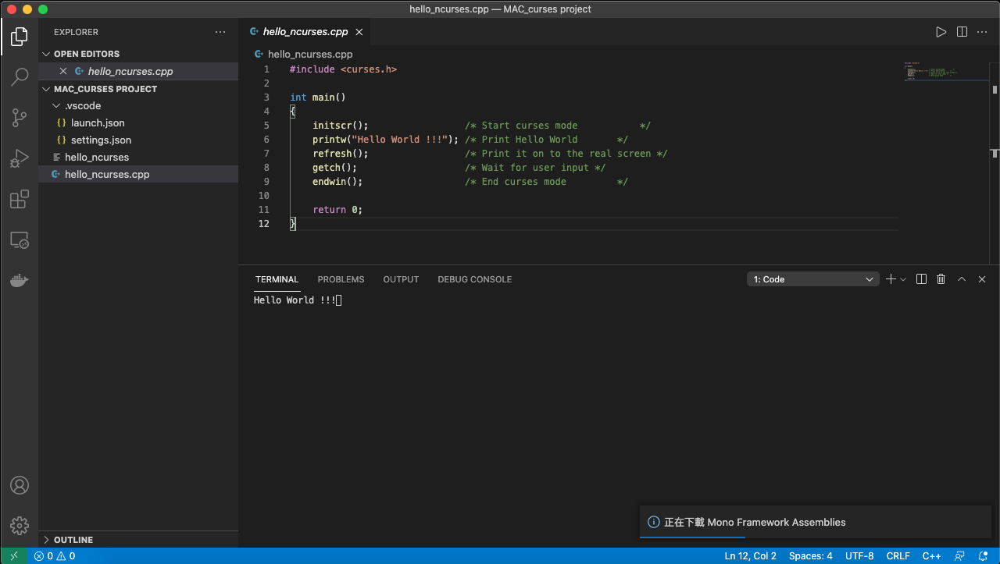 hello_ncurses.cpp — MAC_curses project
EXPLORER
OPEN EDITORS
hello_ncurses.cpp
MAC_CURSES PROJECT
.vscode
{} launch.json
{} settings.json
hello_ncurses
hello_ncurses.cpp
OUTLINE
hello_ncurses.cpp
hello_ncurses.cpp
1 #include <curses.h>
2
3 int main()
4 {
5 initscr(); /* Start curses mode */
6 printw("Hello World !!!"); /* Print Hello World */
7 refresh(); /* Print it on to the real screen */
8 getch(); /* Wait for user input */
9 endwin(); /* End curses mode */
10
11 return 0;
12 }
TERMINAL PROBLEMS OUTPUT DEBUG CONSOLE 1: Code
Hello World !!!
正在下載 Mono Framework Assemblies
0 0 Ln 12, Col 2 Spaces: 4 UTF-8 CRLF C++